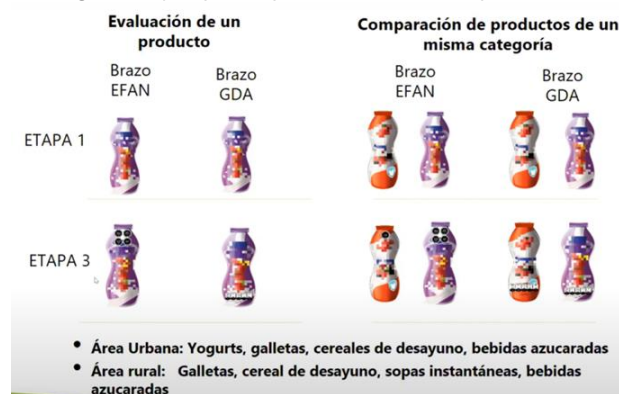 Evaluación de un
producto
Comparación de productos de un
misma categoría
Brazo
EFAN
Brazo
GDA
Brazo
EFAN
Brazo
GDA
ETAPA 1
ETAPA 3
• Área Urbana: Yogurts, galletas, cereales de desayuno, bebidas azucaradas
• Área rural: Galletas, cereal de desayuno, sopas instantáneas, bebidas
azucaradas